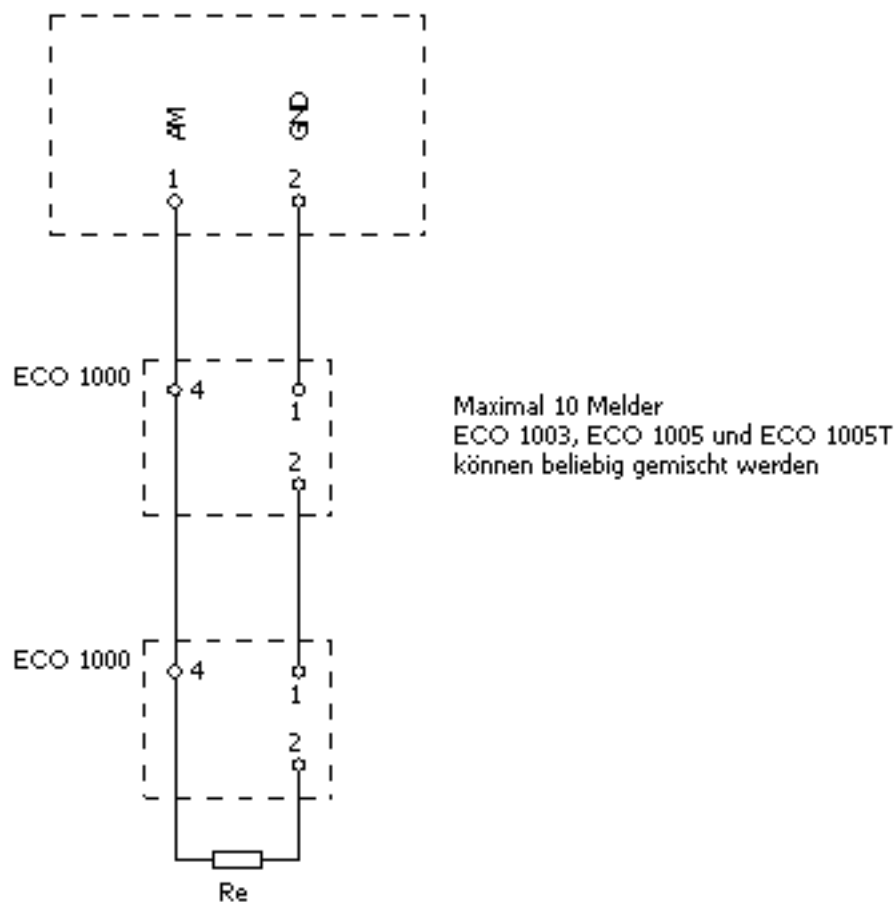 AM
GND
1
2
ECO 1000
4
1
2
Maximal 10 Melder
ECO 1003, ECO 1005 und ECO 1005T
können beliebig gemischt werden
ECO 1000
4
1
2
Re